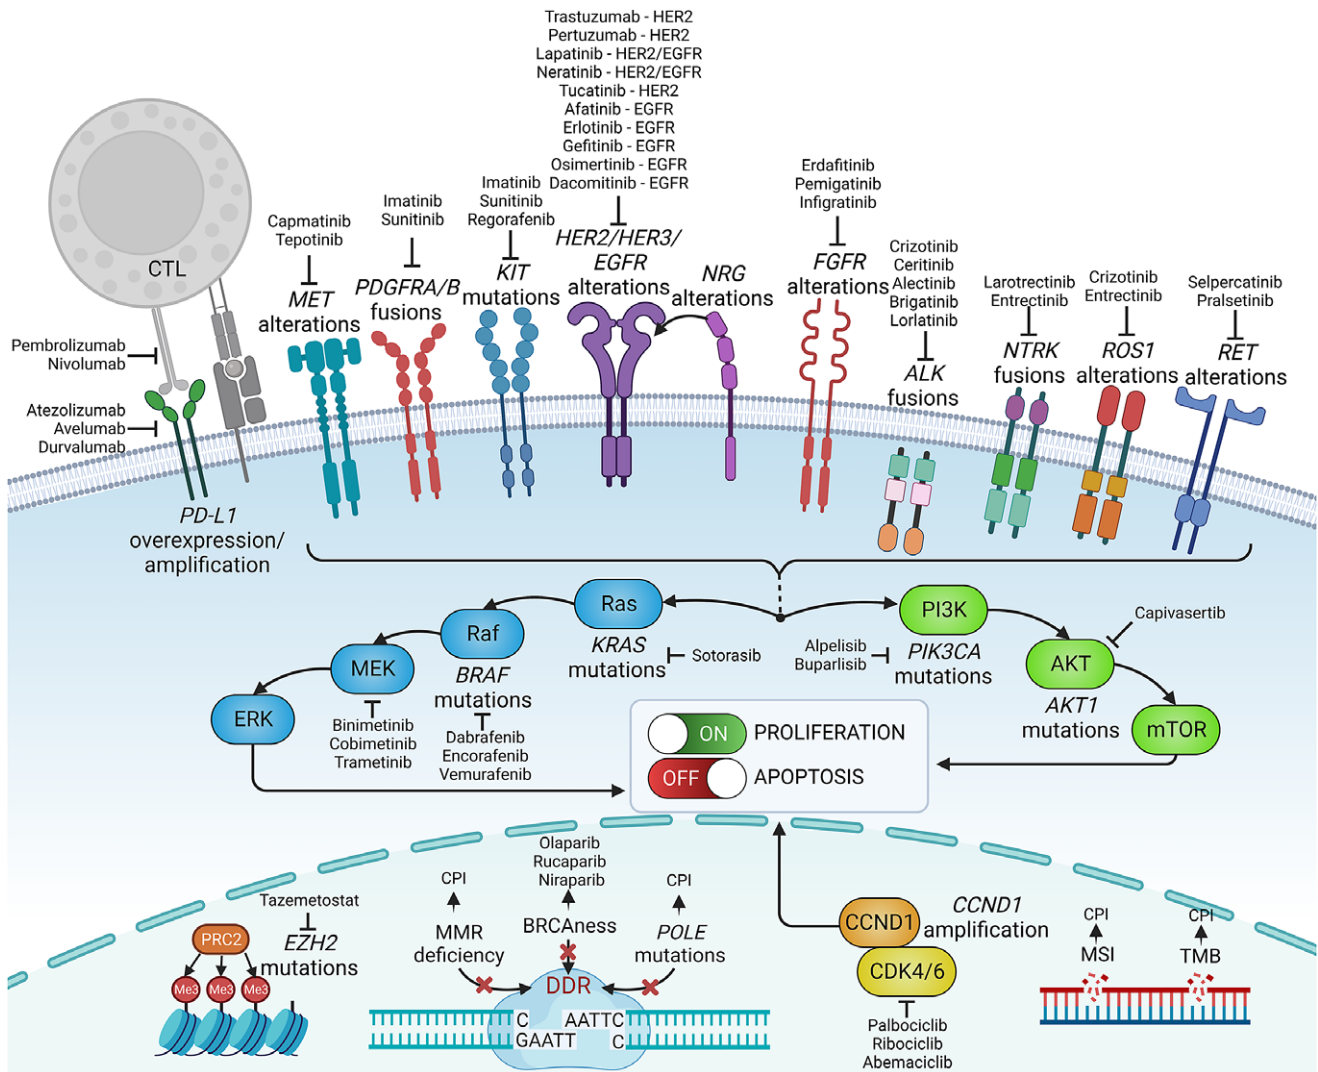 Trastuzumab - HER2
Pertuzumab - HER2
Lapatinib - HER2/EGFR
Neratinib - HER2/EGFR
Tucatinib - HER2
Afatinib - EGFR
Erlotinib - EGFR
Gefitinib - EGFR
Osimertinib - EGFR
Dacomitinib - EGFR
HER2/HER3/
EGFR
alterations
CTL
Pembrolizumab
Nivolumab
Atezolizumab
Avelumab
Durvalumab
PD-L1
overexpression/
amplification
Capmatinib
Tepotinib
MET
alterations
Imatinib
Sunitinib
PDGFRA/B
fusions
Imatinib
Sunitinib
Regorafenib
KIT
mutations
NRG
alterations
Erdafitinib
Pemigatinib
Infigratinib
FGFR
alterations
Crizotinib
Ceritinib
Alectinib
Brigatinib
Lorlatinib
ALK
fusions
Larotrectinib
Entrectinib
NTRK
fusions
Crizotinib
Entrectinib
ROS1
alterations
Selpercatinib
Pralsetinib
RET
alterations
Ras
KRAS
mutations
Sotorasib
Raf
BRAF
mutations
Dabrafenib
Encorafenib
Vemurafenib
MEK
Binimetinib
Cobimetinib
Trametinib
ERK
PI3K
Alpelisib
Buparlisib
PIK3CA
mutations
Capivasertib
AKT
AKT1
mutations
mTOR
ON PROLIFERATION
OFF APOPTOSIS
Tazemetostat
EZH2
mutations
PRC2
Me3 Me3 Me3
CPI
MMR
deficiency
Olaparib
Rucaparib
Niraparib
BRCAness
CPI
POLE
mutations
DDR
C AATTC
GAATT C
CCND1
CCND1
amplification
CDK4/6
Palbociclib
Ribociclib
Abemaciclib
CPI
MSI
CPI
TMB